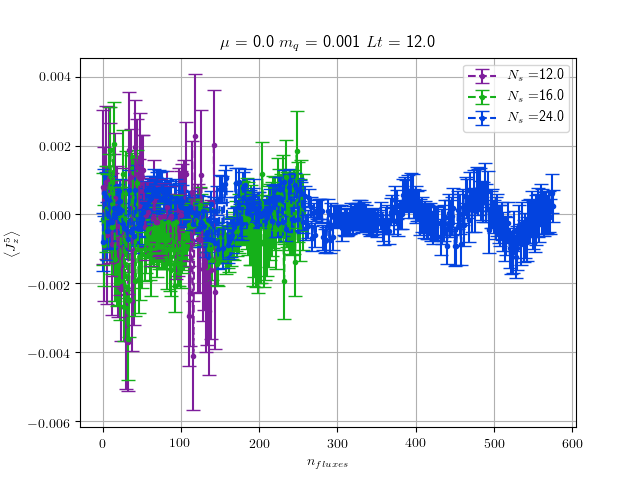 μ = 0.0 m_q = 0.001 Lt = 12.0
N_s =12.0
N_s =16.0
N_s =24.0
0.004
0.002
0.000
−0.002
−0.004
−0.006
⟨J_z^5⟩
0 100 200 300 400 500 600
n_{fluxes}